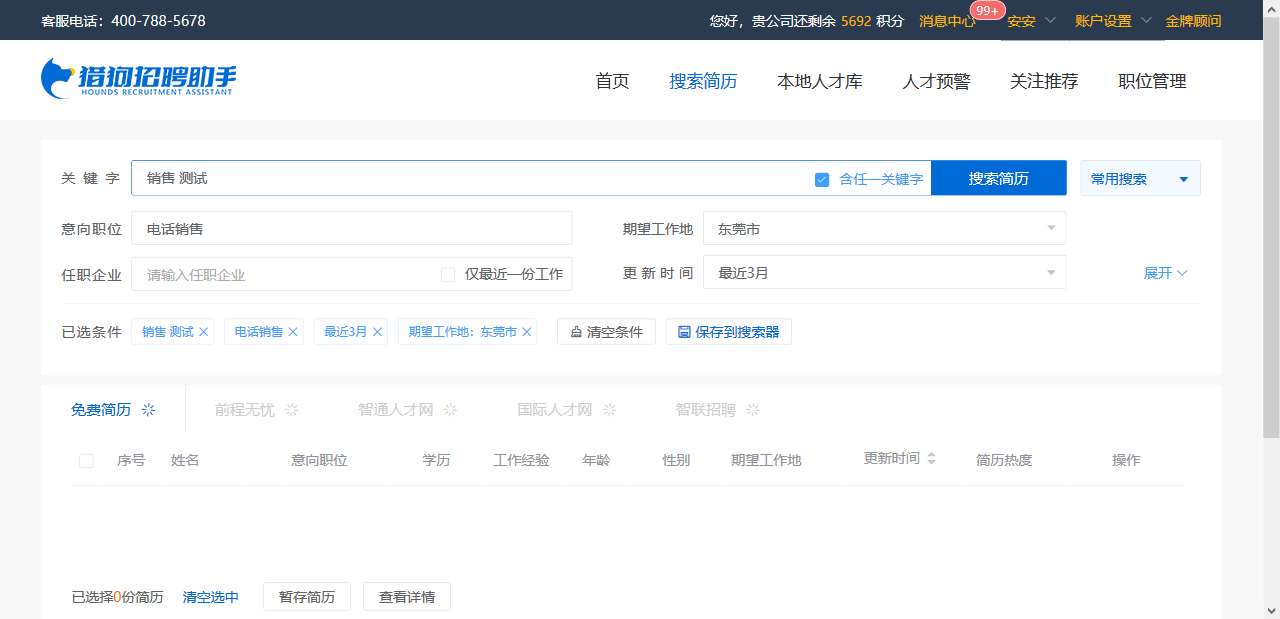 客服电话：400-788-5678
您好，贵公司还剩余 5692 积分 消息中心 99+ 安安 账户设置 金牌顾问
猎狗招聘助手
HOUNDS RECRUITMENT ASSISTANT
首页 搜索简历 本地人才库 人才预警 关注推荐 职位管理
关 键 字 销售 测试 含任一关键字 搜索简历 常用搜索
意向职位 电话销售 期望工作地 东莞市
任职企业 请输入任职企业 仅最近一份工作 更 新 时 间 最近3月 展开
已选条件 销售 测试 电话销售 最近3月 期望工作地：东莞市 清空条件 保存到搜索器
免费简历 前程无忧 智通人才网 国际人才网 智联招聘
序号 姓名 意向职位 学历 工作经验 年龄 性别 期望工作地 更新时间 简历热度 操作
已选择0份简历 清空选中 暂存简历 查看详情